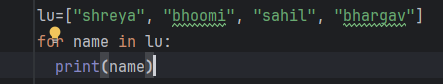 lu=["shreya", "bhoomi", "sahil", "bhargav"]
for name in lu:
    print(name)